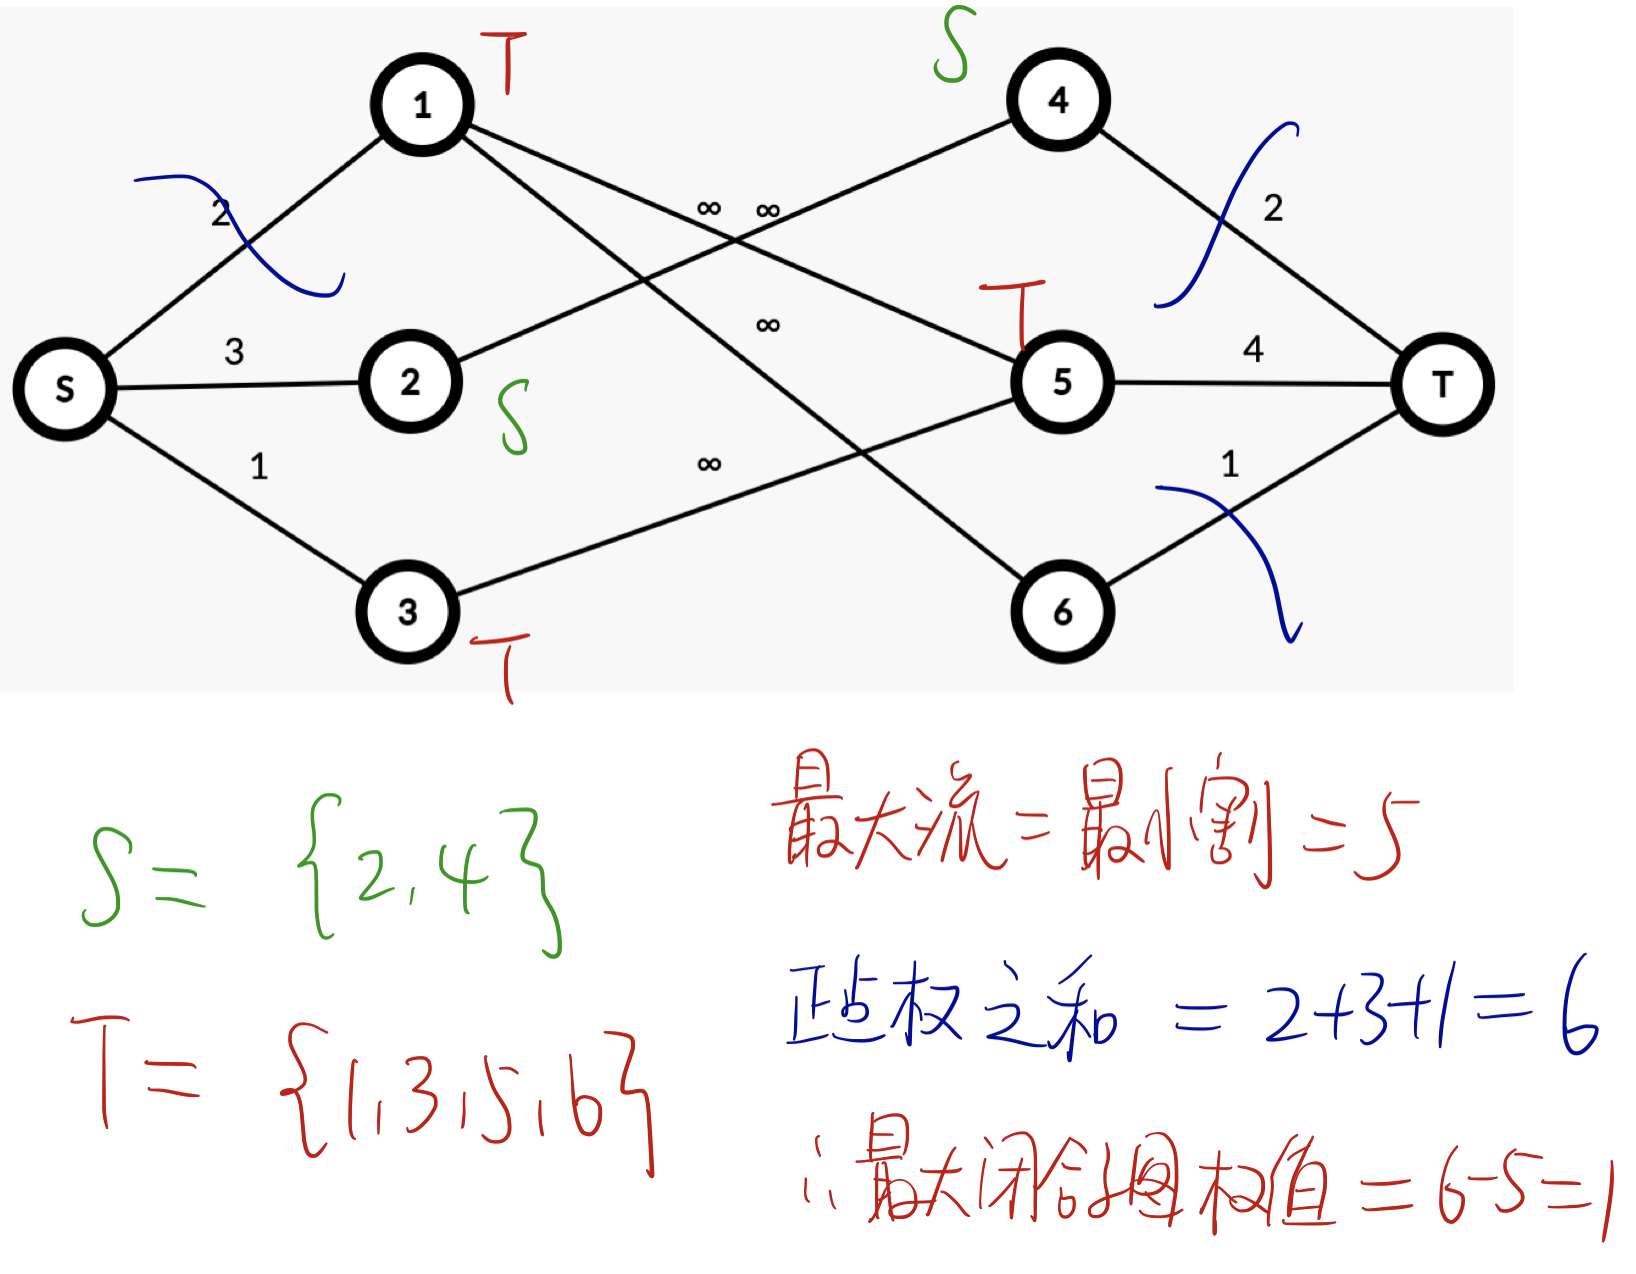 T
S
1
4
2
∞
∞
2
T
S
3
2
∞
5
4
T
S
1
∞
1
3
6
T
S = {2,4}
T = {1,3,5,6}
最大流 = 最小割 = 5
正点权之和 = 2+3+1 = 6
∴最大闭合子图权值 = 6-5=1